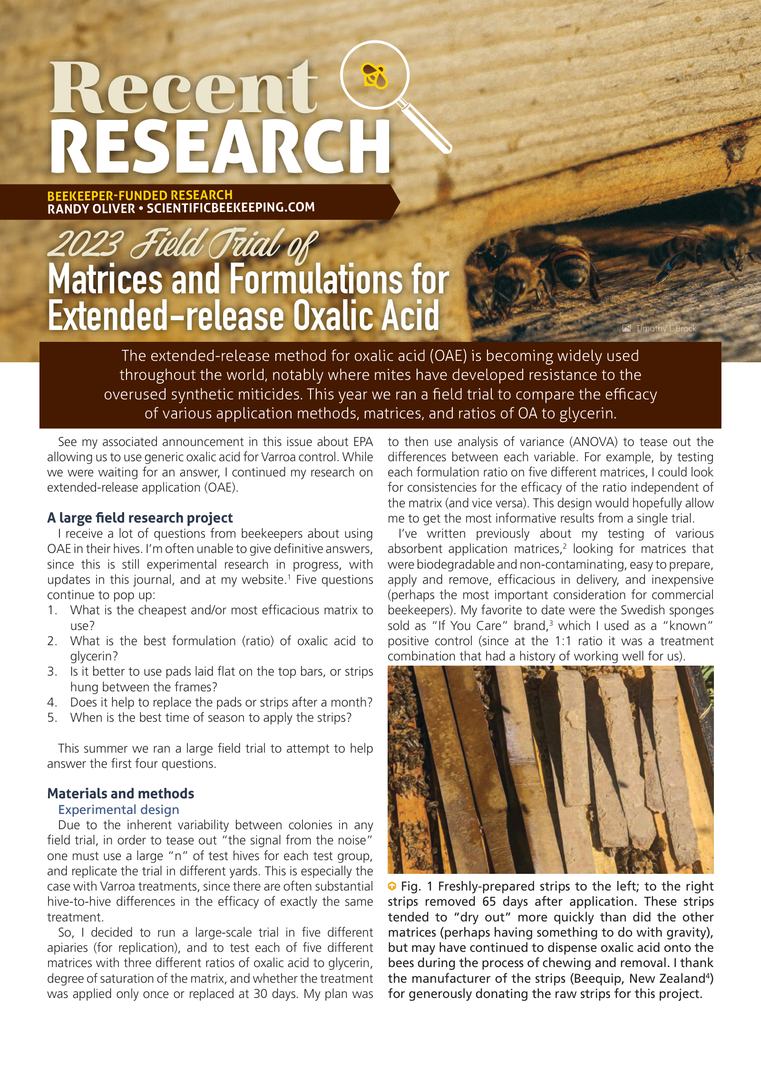 Recent
RESEARCH
BEEKEEPER-FUNDED RESEARCH
RANDY OLIVER • SCIENTIFICBEEKEEPING.COM
2023 Field Trial of
Matrices and Formulations for
Extended-release Oxalic Acid
Timothy L Brock
The extended-release method for oxalic acid (OAE) is becoming widely used
throughout the world, notably where mites have developed resistance to the
overused synthetic miticides. This year we ran a field trial to compare the efficacy
of various application methods, matrices, and ratios of OA to glycerin.
See my associated announcement in this issue about EPA
allowing us to use generic oxalic acid for Varroa control. While
we were waiting for an answer, I continued my research on
extended-release application (OAE).
A large field research project
I receive a lot of questions from beekeepers about using
OAE in their hives. I’m often unable to give definitive answers,
since this is still experimental research in progress, with
updates in this journal, and at my website.¹ Five questions
continue to pop up:
1. What is the cheapest and/or most efficacious matrix to
use?
2. What is the best formulation (ratio) of oxalic acid to
glycerin?
3. Is it better to use pads laid flat on the top bars, or strips
hung between the frames?
4. Does it help to replace the pads or strips after a month?
5. When is the best time of season to apply the strips?
This summer we ran a large field trial to attempt to help
answer the first four questions.
Materials and methods
Experimental design
Due to the inherent variability between colonies in any
field trial, in order to tease out “the signal from the noise”
one must use a large “n” of test hives for each test group,
and replicate the trial in different yards. This is especially the
case with Varroa treatments, since there are often substantial
hive-to-hive differences in the efficacy of exactly the same
treatment.
So, I decided to run a large-scale trial in five different
apiaries (for replication), and to test each of five different
matrices with three different ratios of oxalic acid to glycerin,
degree of saturation of the matrix, and whether the treatment
was applied only once or replaced at 30 days. My plan was
to then use analysis of variance (ANOVA) to tease out the
differences between each variable. For example, by testing
each formulation ratio on five different matrices, I could look
for consistencies for the efficacy of the ratio independent of
the matrix (and vice versa). This design would hopefully allow
me to get the most informative results from a single trial.
I’ve written previously about my testing of various
absorbent application matrices,² looking for matrices that
were biodegradable and non-contaminating, easy to prepare,
apply and remove, efficacious in delivery, and inexpensive
(perhaps the most important consideration for commercial
beekeepers). My favorite to date were the Swedish sponges
sold as “If You Care” brand,³ which I used as a “known”
positive control (since at the 1:1 ratio it was a treatment
combination that had a history of working well for us).
Fig. 1 Freshly-prepared strips to the left; to the right
strips removed 65 days after application. These strips
tended to “dry out” more quickly than did the other
matrices (perhaps having something to do with gravity),
but may have continued to dispense oxalic acid onto the
bees during the process of chewing and removal. I thank
the manufacturer of the strips (Beequip, New Zealand⁴)
for generously donating the raw strips for this project.